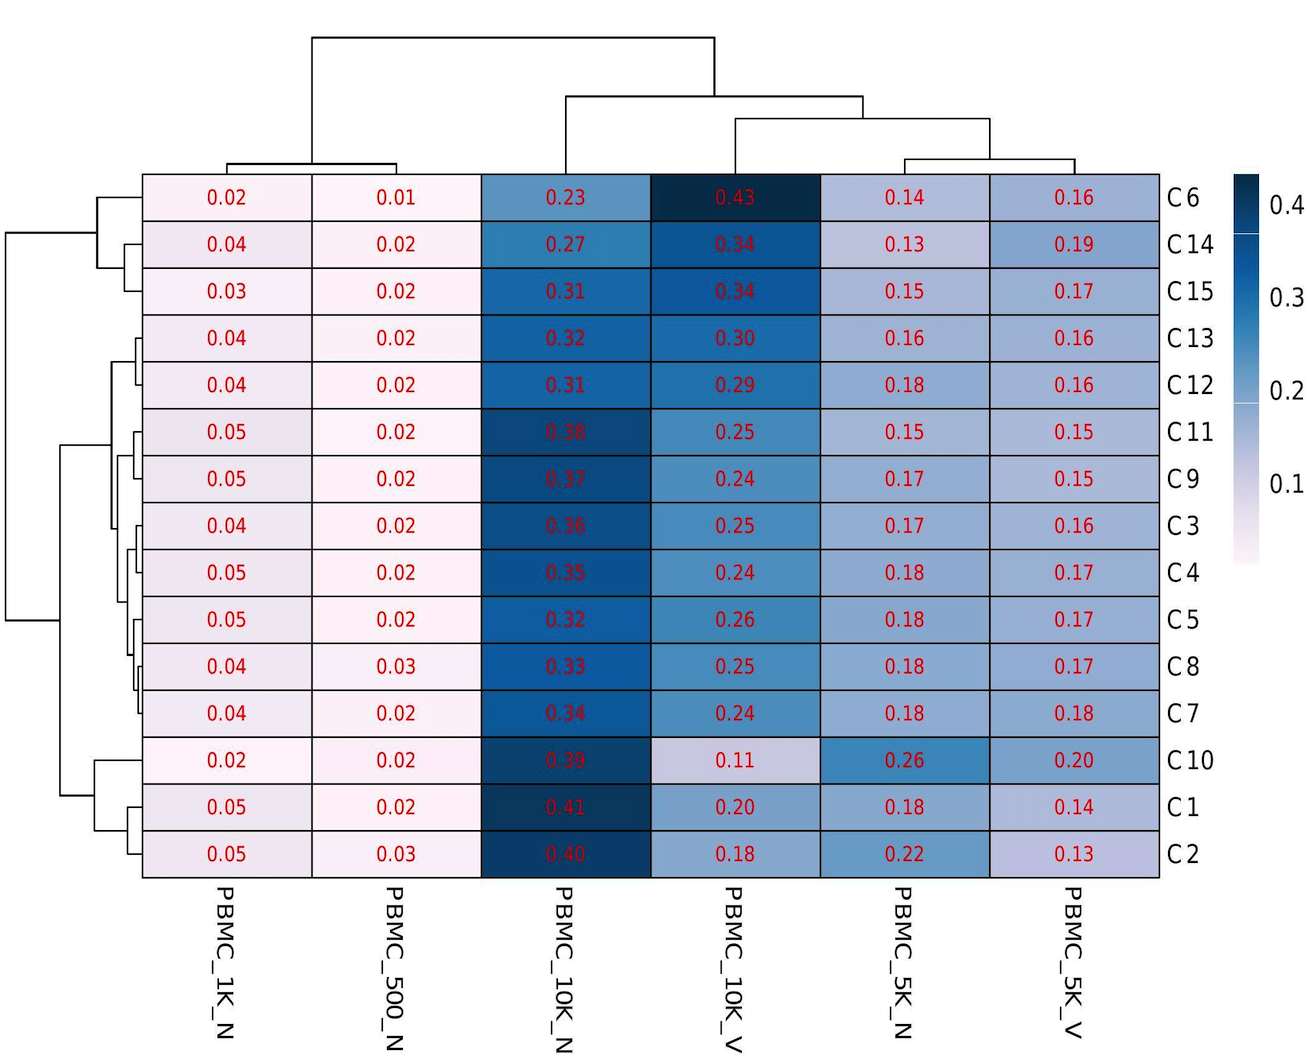 0.02 0.01 0.23 0.43 0.14 0.16 C6 0.4
0.04 0.02 0.27 0.34 0.13 0.19 C14
0.03 0.02 0.31 0.34 0.15 0.17 C15 0.3
0.04 0.02 0.32 0.30 0.16 0.16 C13
0.04 0.02 0.31 0.29 0.18 0.16 C12 0.2
0.05 0.02 0.38 0.25 0.15 0.15 C11
0.05 0.02 0.37 0.24 0.17 0.15 C9 0.1
0.04 0.02 0.36 0.25 0.17 0.16 C3
0.05 0.02 0.35 0.24 0.18 0.17 C4
0.05 0.02 0.32 0.26 0.18 0.17 C5
0.04 0.03 0.33 0.25 0.18 0.17 C8
0.04 0.02 0.34 0.24 0.18 0.18 C7
0.02 0.02 0.39 0.11 0.26 0.20 C10
0.05 0.02 0.41 0.20 0.18 0.14 C1
0.05 0.03 0.40 0.18 0.22 0.13 C2
PBMC_1K_N
PBMC_500_N
PBMC_10K_N
PBMC_10K_V
PBMC_5K_N
PBMC_5K_V